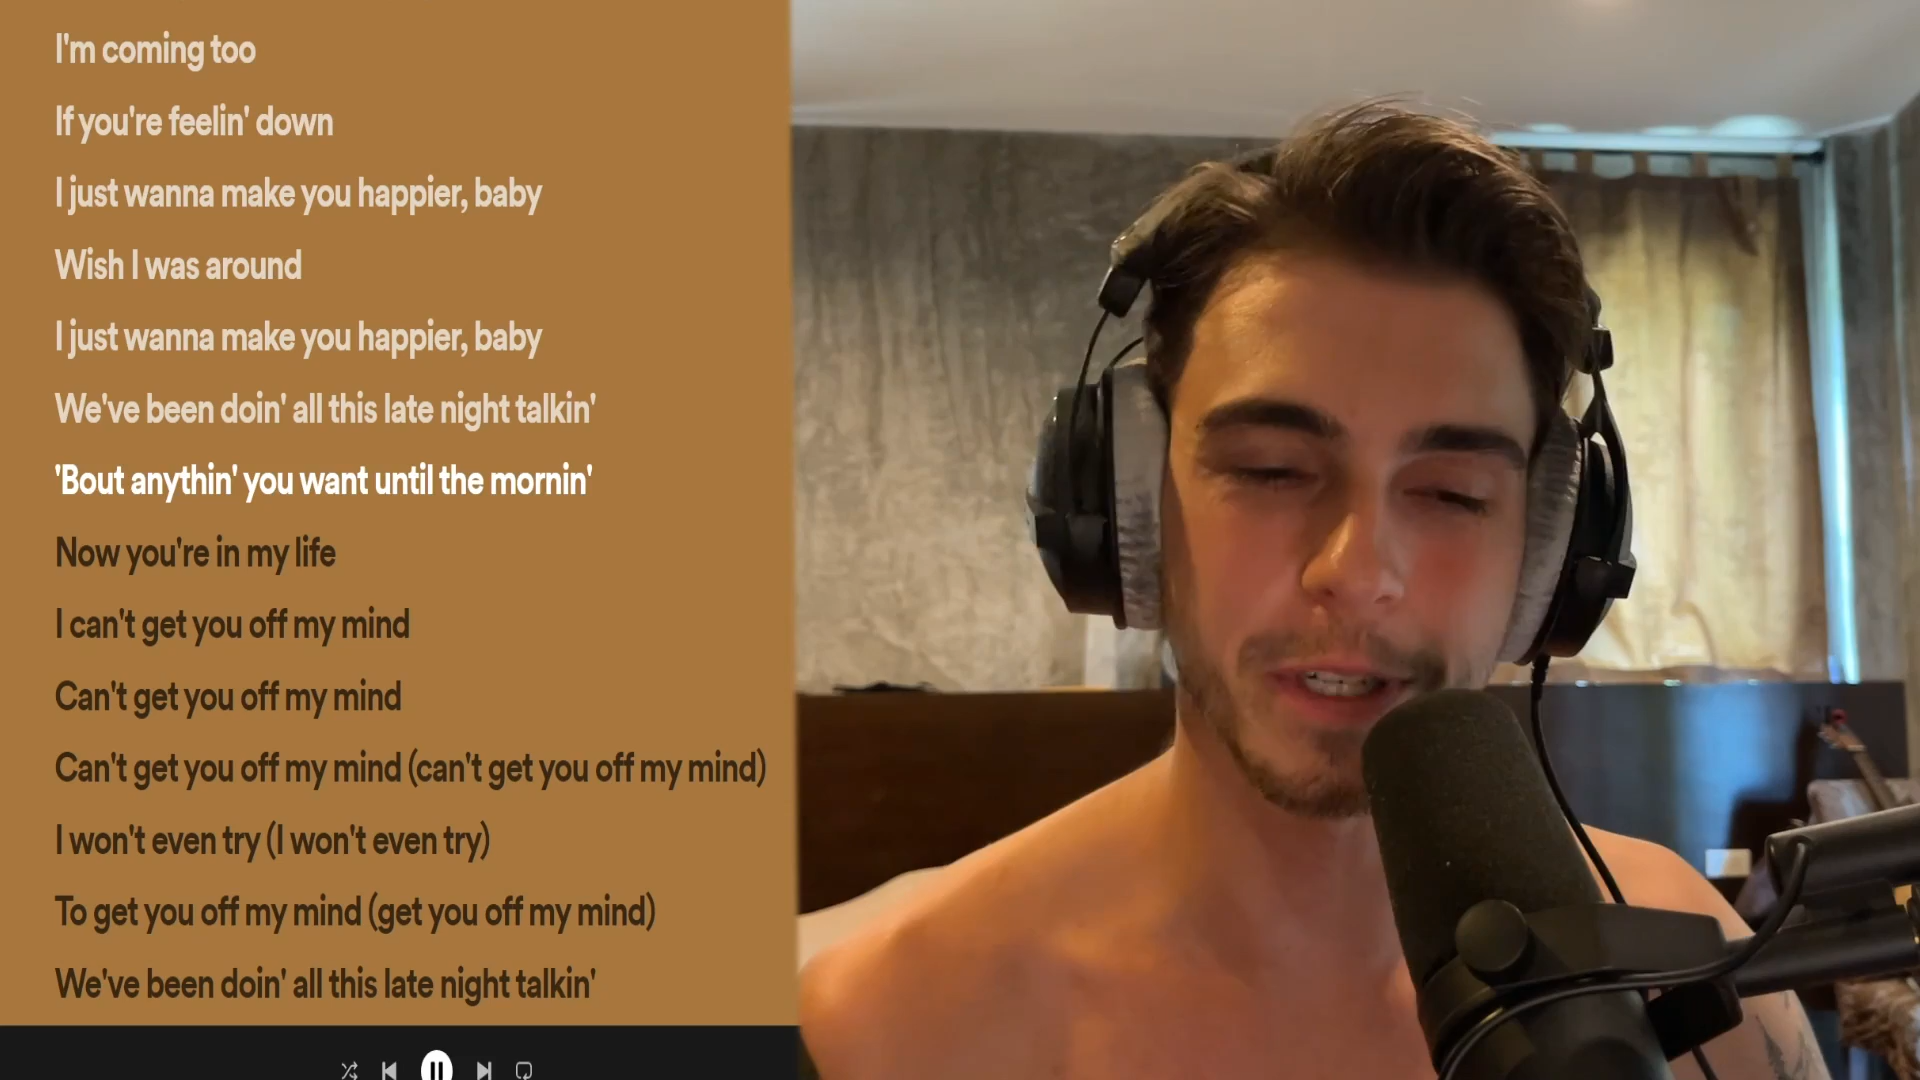 I'm coming too
If you're feelin' down
I just wanna make you happier, baby
Wish I was around
I just wanna make you happier, baby
We've been doin' all this late night talkin'
'Bout anythin' you want until the mornin'
Now you're in my life
I can't get you off my mind
Can't get you off my mind
Can't get you off my mind (can't get you off my mind)
I won't even try (I won't even try)
To get you off my mind (get you off my mind)
We've been doin' all this late night talkin'